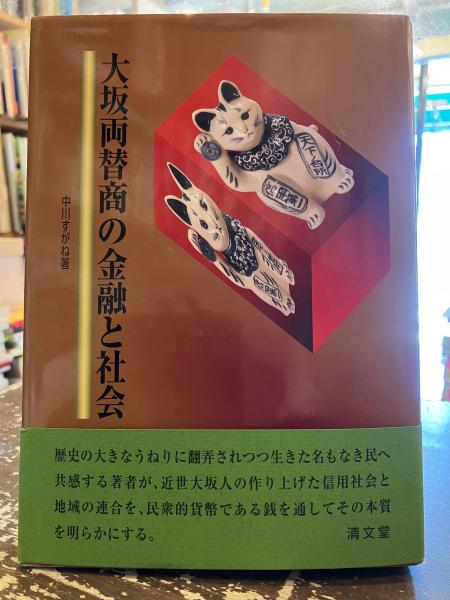 大坂両替商の金融と社会
中川すがね著
天下ノ台所
歴史の大きなうねりに翻弄されつつ生きた名もなき民へ
共感する著者が、近世大坂人の作り上げた信用社会と
地域の連合を、民衆的貨幣である銭を通してその本質
を明らかにする。
清文堂